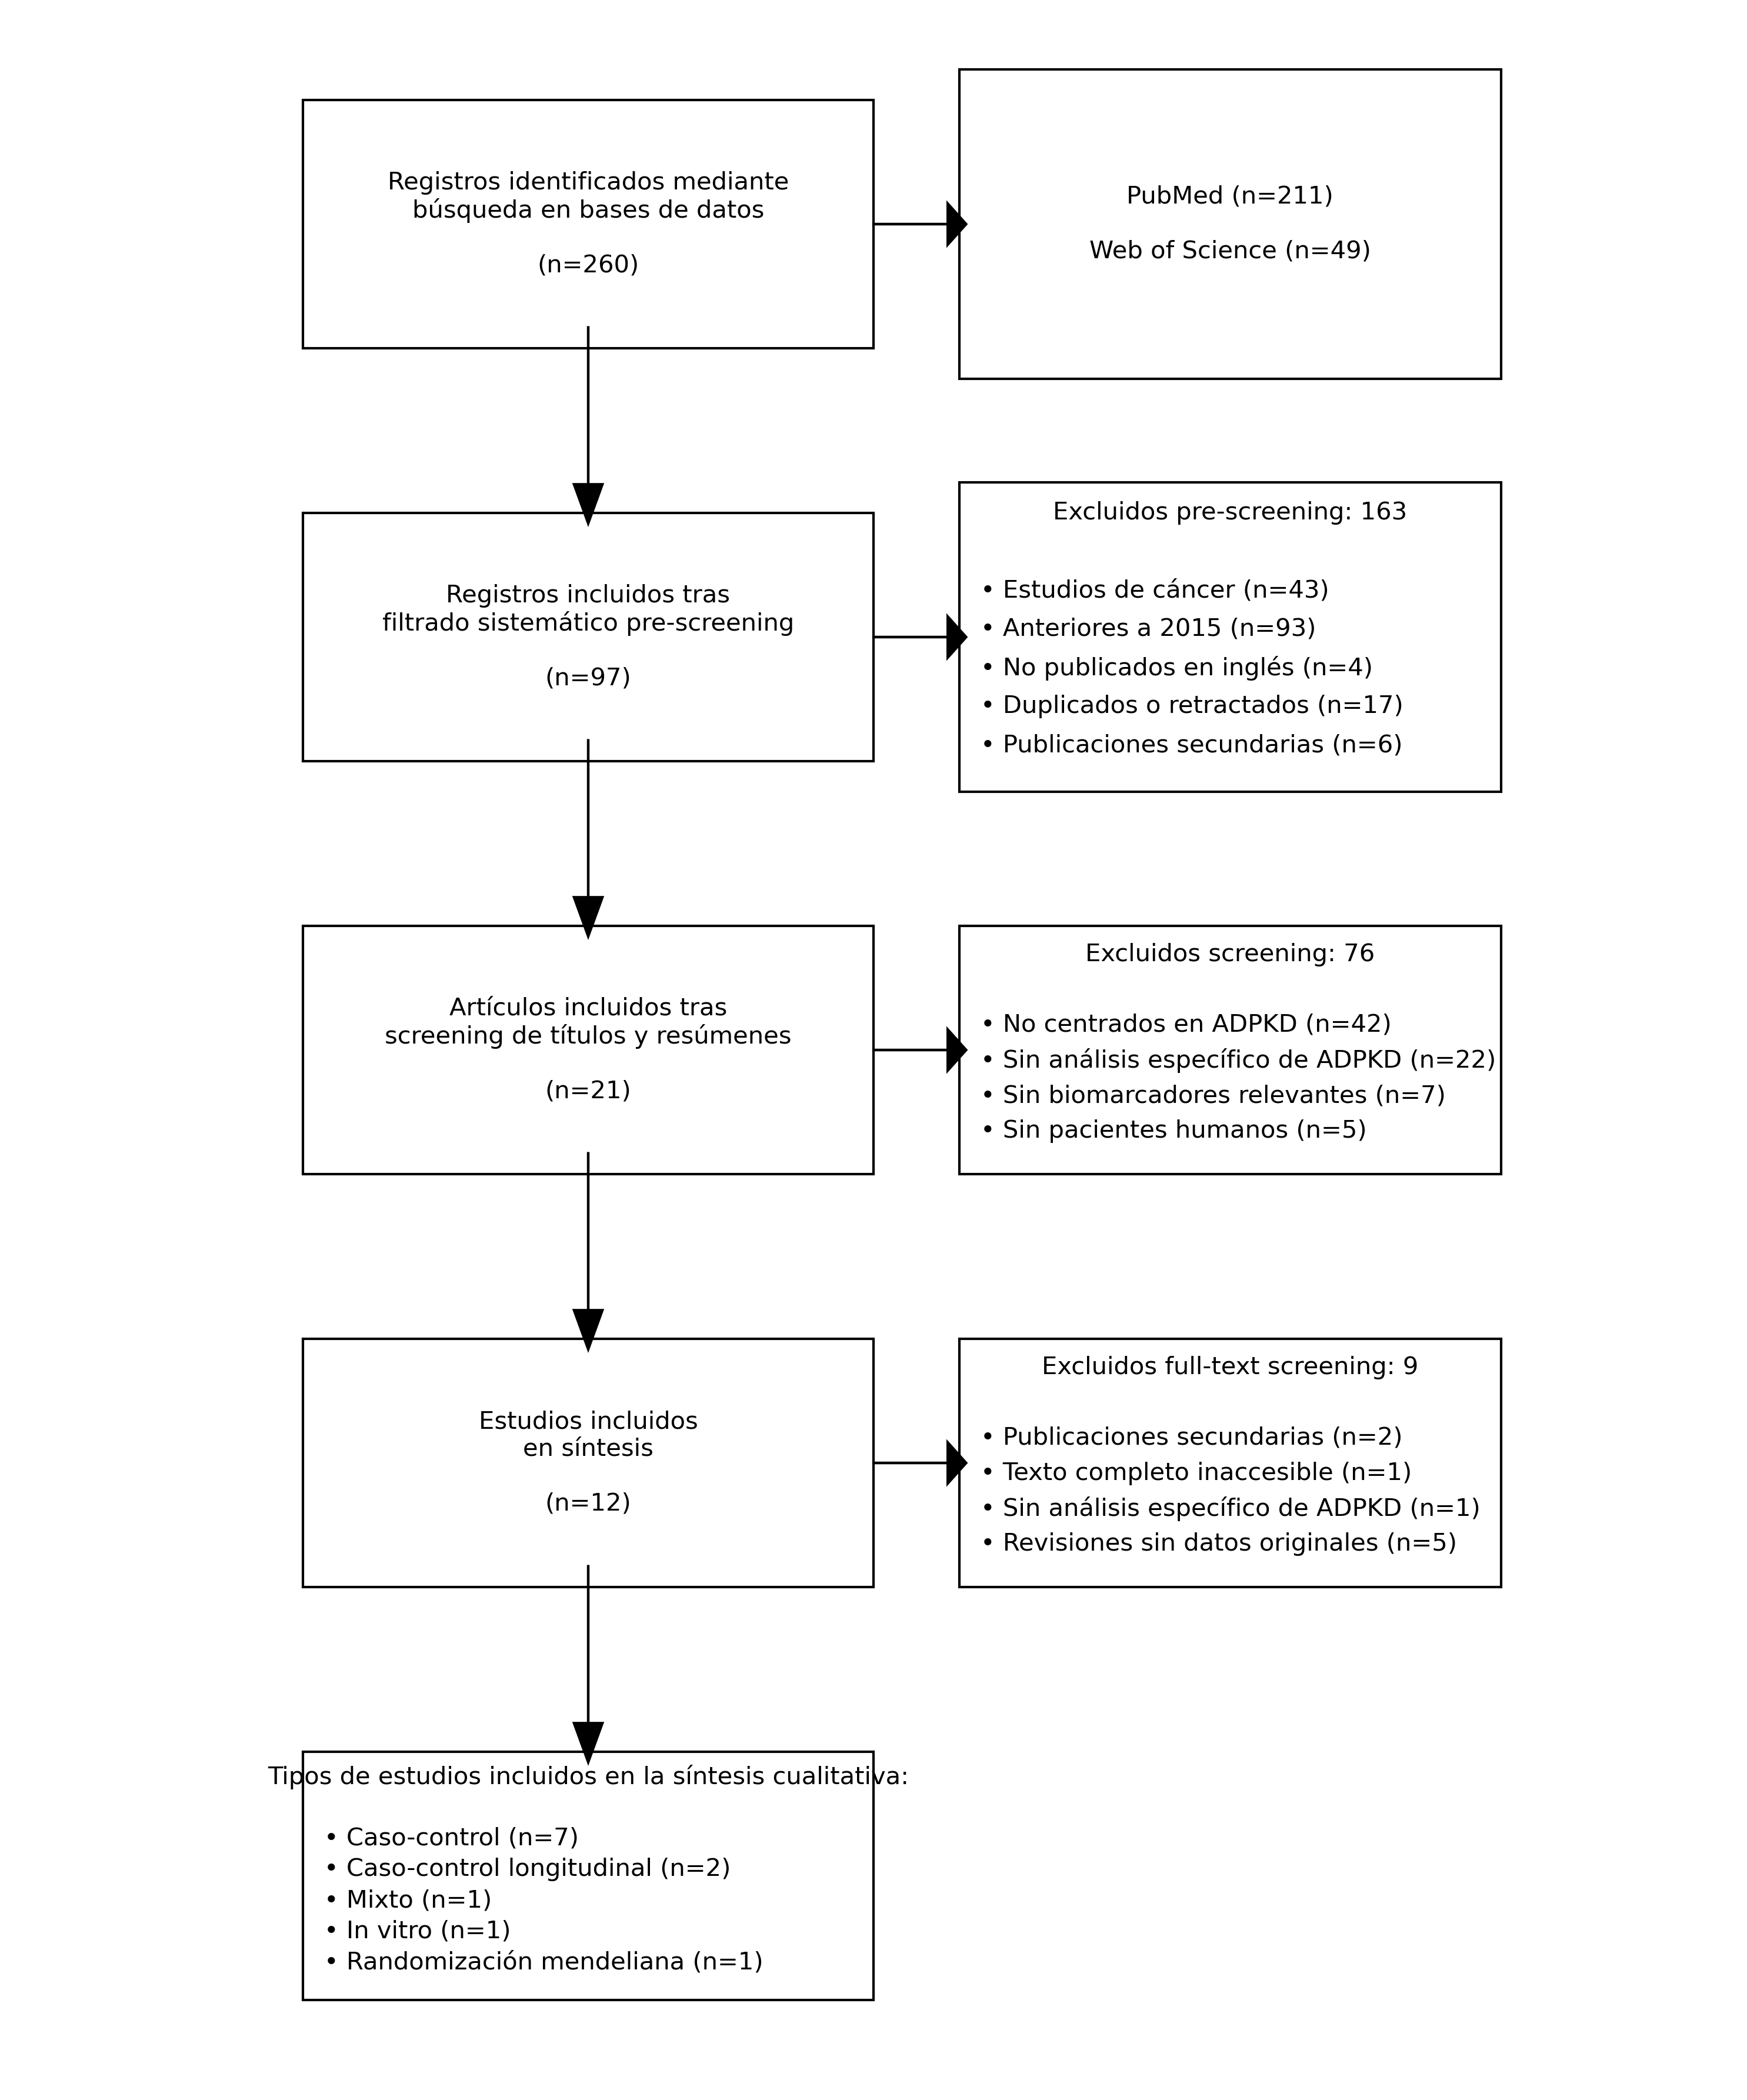 Registros identificados mediante
búsqueda en bases de datos
(n=260)
PubMed (n=211)
Web of Science (n=49)
Registros incluidos tras
filtrado sistemático pre-screening
(n=97)
Excluidos pre-screening: 163
• Estudios de cáncer (n=43)
• Anteriores a 2015 (n=93)
• No publicados en inglés (n=4)
• Duplicados o retractados (n=17)
• Publicaciones secundarias (n=6)
Artículos incluidos tras
screening de títulos y resúmenes
(n=21)
Excluidos screening: 76
• No centrados en ADPKD (n=42)
• Sin análisis específico de ADPKD (n=22)
• Sin biomarcadores relevantes (n=7)
• Sin pacientes humanos (n=5)
Estudios incluidos
en síntesis
(n=12)
Excluidos full-text screening: 9
• Publicaciones secundarias (n=2)
• Texto completo inaccesible (n=1)
• Sin análisis específico de ADPKD (n=1)
• Revisiones sin datos originales (n=5)
Tipos de estudios incluidos en la síntesis cualitativa:
• Caso-control (n=7)
• Caso-control longitudinal (n=2)
• Mixto (n=1)
• In vitro (n=1)
• Randomización mendeliana (n=1)